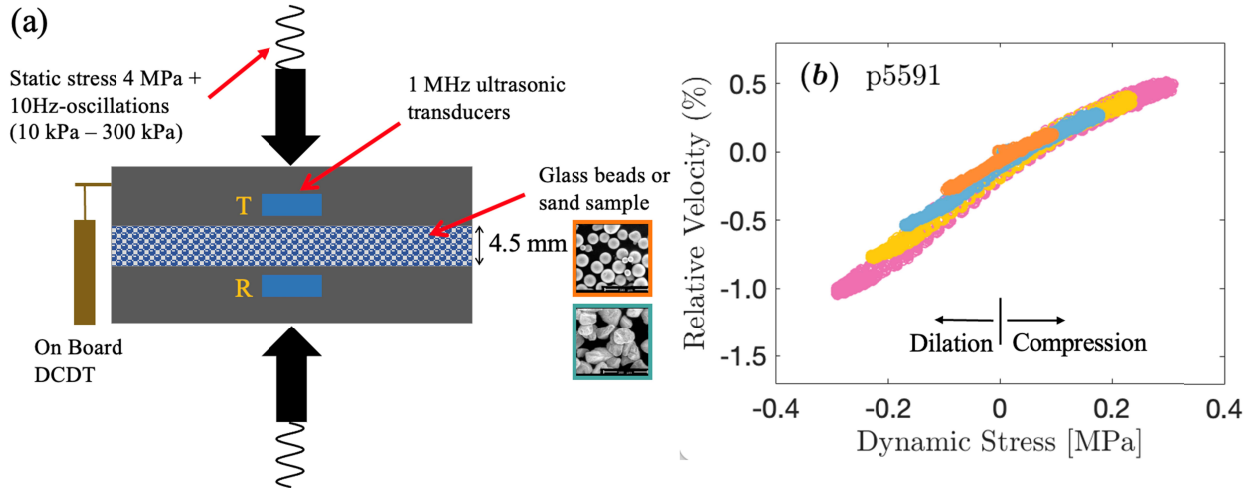 (a)
Static stress 4 MPa +
10Hz-oscillations
(10 kPa – 300 kPa)
1 MHz ultrasonic
transducers
Glass beads or
sand sample
T
4.5 mm
R
On Board
DCDT
(b) p5591
Relative Velocity (%)
0.5
0.0
-0.5
-1.0
-1.5
Dilation
Compression
-0.4
-0.2
0
0.2
0.4
Dynamic Stress [MPa]